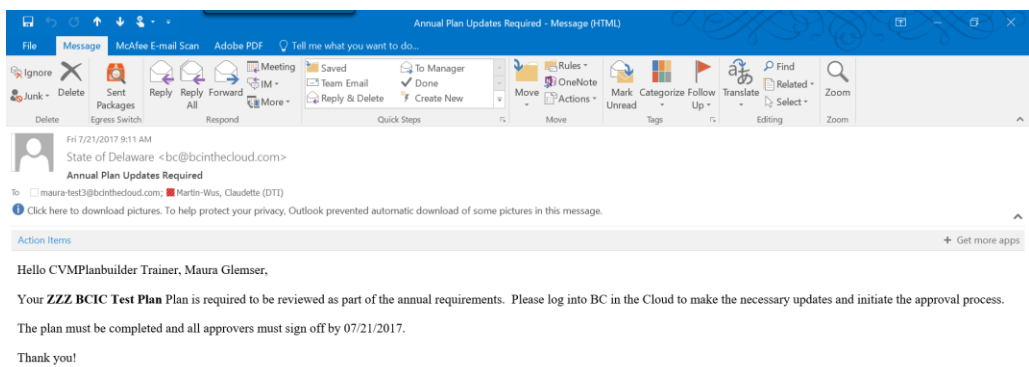 Annual Plan Updates Required - Message (HTML)
File Message McAfee E-mail Scan Adobe PDF Tell me what you want to do...
Ignore
Junk
Delete
Delete
Sent Packages
Egress Switch
Reply Reply All Forward
Meeting
IM
More
Respond
Saved
To Manager
Team Email
Done
Reply & Delete
Create New
Quick Steps
Move
Rules
OneNote
Actions
Move
Mark Unread
Categorize
Follow Up
Tags
Translate
Find
Related
Select
Editing
Zoom
Zoom
Fri 7/21/2017 9:11 AM
State of Delaware <bc@bcinthecloud.com>
Annual Plan Updates Required
To maura-test3@bcinthecloud.com; Martin-Wus, Claudette (DTI)
Click here to download pictures. To help protect your privacy, Outlook prevented automatic download of some pictures in this message.
Action Items + Get more apps
Hello CVMPlanbuilder Trainer, Maura Glemser,
Your ZZZ BCIC Test Plan Plan is required to be reviewed as part of the annual requirements. Please log into BC in the Cloud to make the necessary updates and initiate the approval process.
The plan must be completed and all approvers must sign off by 07/21/2017.
Thank you!